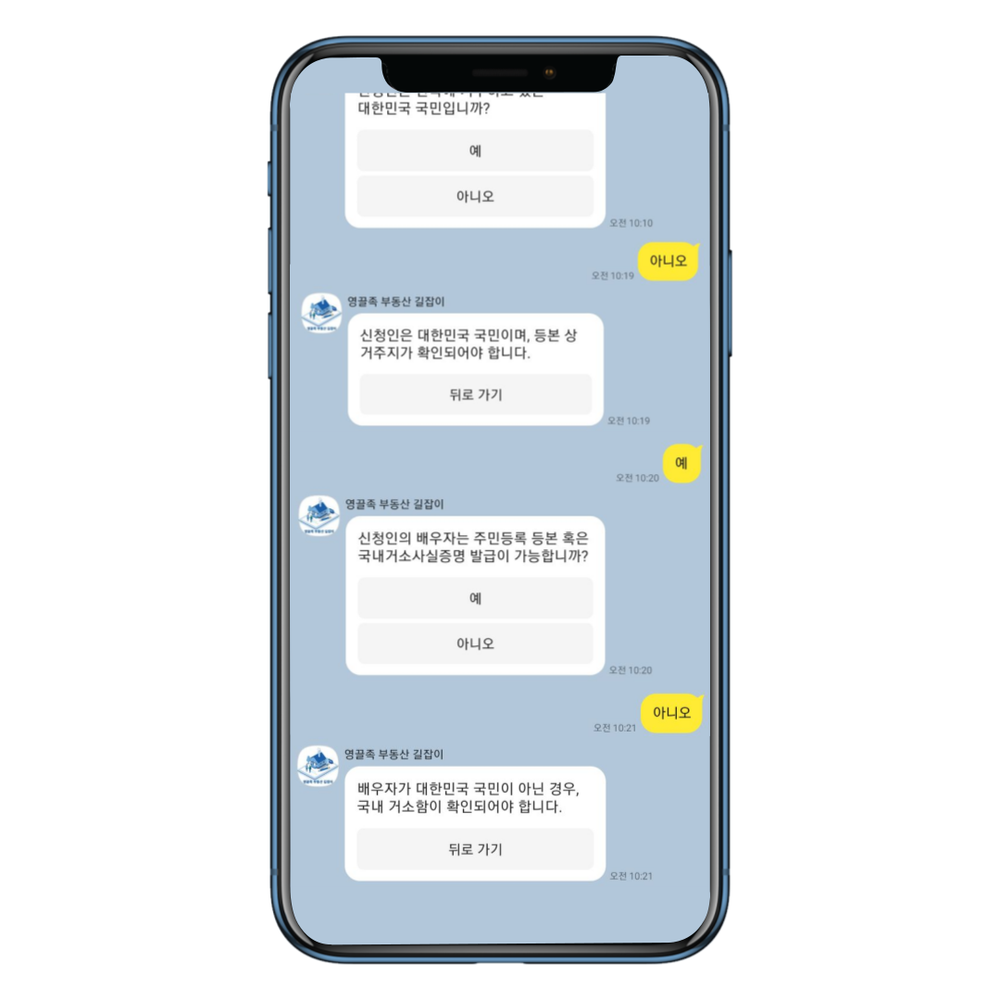 대한민국 국민입니까?
예
아니오
오전 10:10
아니오
오전 10:19
영끌족 부동산 길잡이
신청인은 대한민국 국민이며, 등본 상
거주지가 확인되어야 합니다.
뒤로 가기
오전 10:19
예
오전 10:20
영끌족 부동산 길잡이
신청인의 배우자는 주민등록 등본 혹은
국내거소사실증명 발급이 가능합니까?
예
아니오
오전 10:20
아니오
오전 10:21
영끌족 부동산 길잡이
배우자가 대한민국 국민이 아닌 경우,
국내 거소함이 확인되어야 합니다.
뒤로 가기
오전 10:21